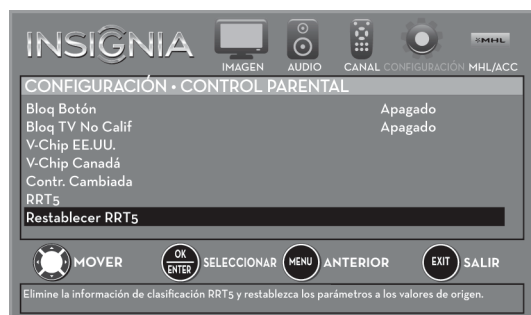 INSIGNIA
IMAGEN AUDIO CANAL CONFIGURACIÓN MHL/ACC
MHL
CONFIGURACIÓN • CONTROL PARENTAL
Bloq Botón Apagado
Bloq TV No Calif Apagado
V-Chip EE.UU.
V-Chip Canadá
Contr. Cambiada
RRT5
Restablecer RRT5
MOVER OK ENTER SELECCIONAR MENU ANTERIOR EXIT SALIR
Elimine la información de clasificación RRT5 y restablezca los parámetros a los valores de origen.